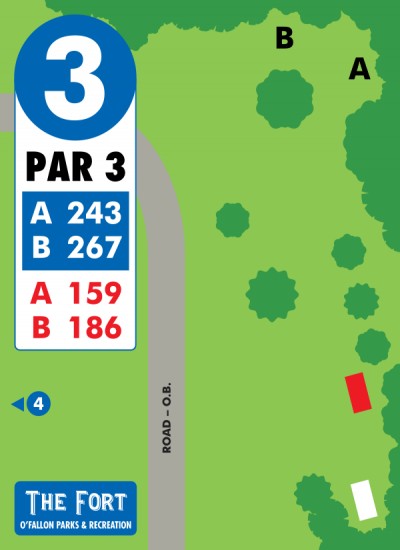 3
PAR 3
A 243
B 267
A 159
B 186
B
A
ROAD – O.B.
4
THE FORT
O'FALLON PARKS & RECREATION